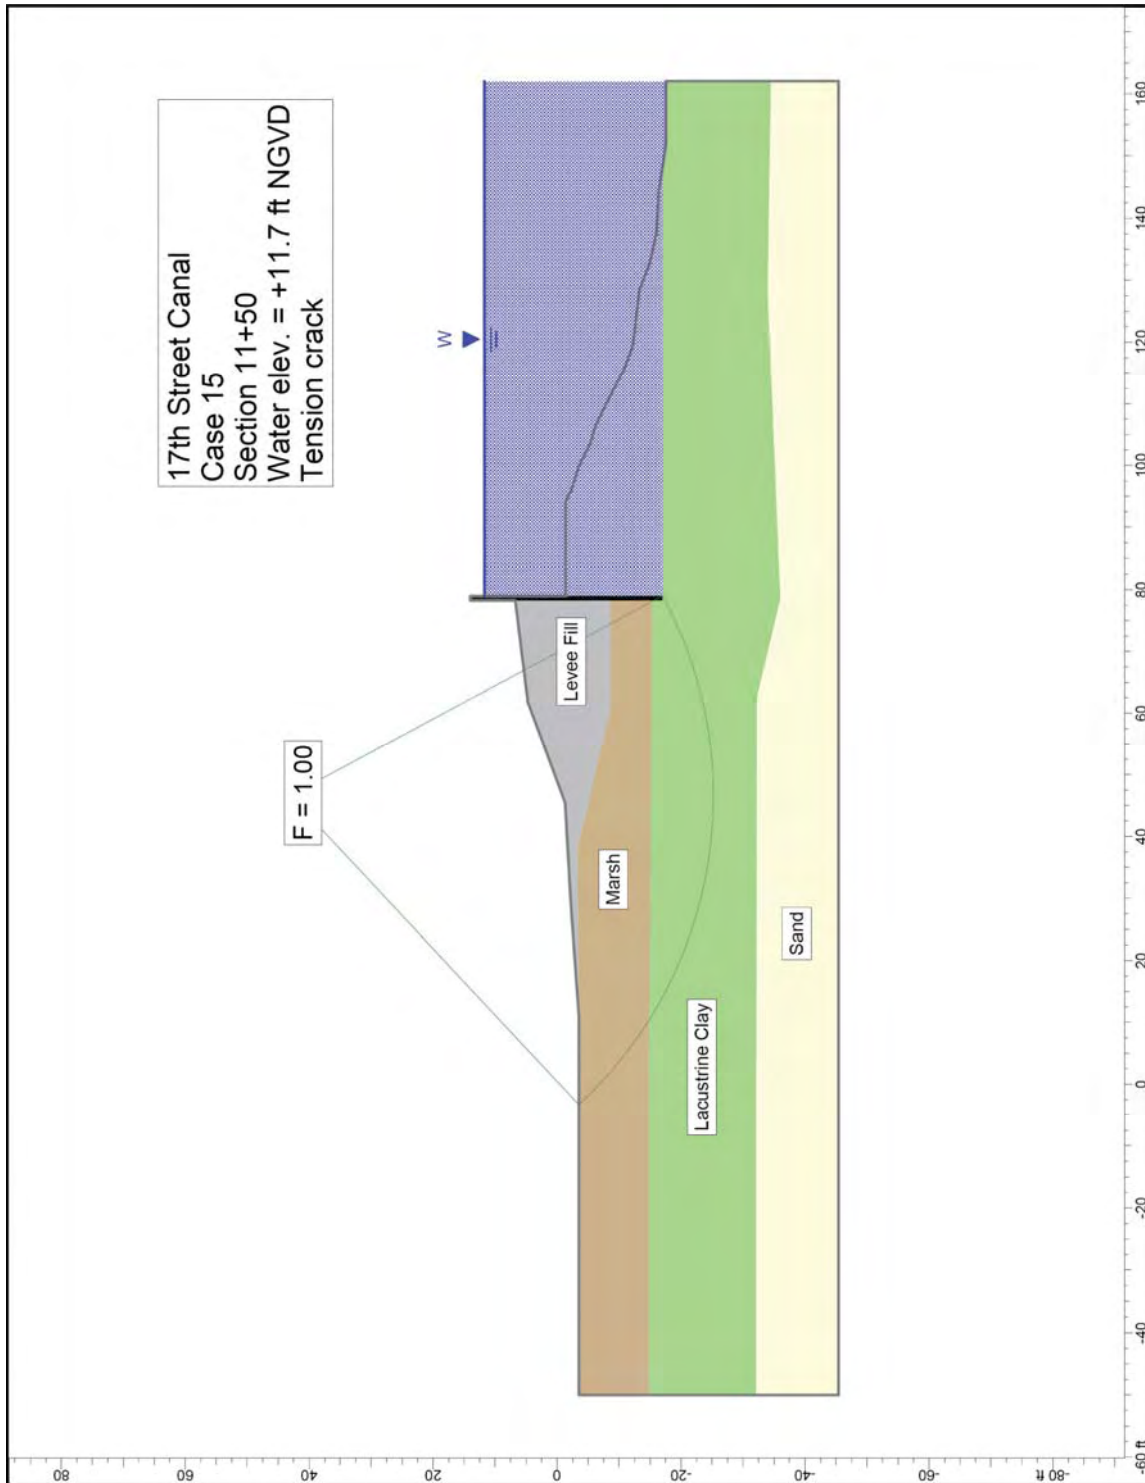 17th Street Canal
Case 15
Section 11+50
Water elev. = +11.7 ft NGVD
Tension crack
W
F = 1.00
Levee Fill
Marsh
Lacustrine Clay
Sand
80
60
40
20
0
-20
-40
-60
-80 ft
-60 ft
-40
-20
0
20
40
60
80
100
120
140
160